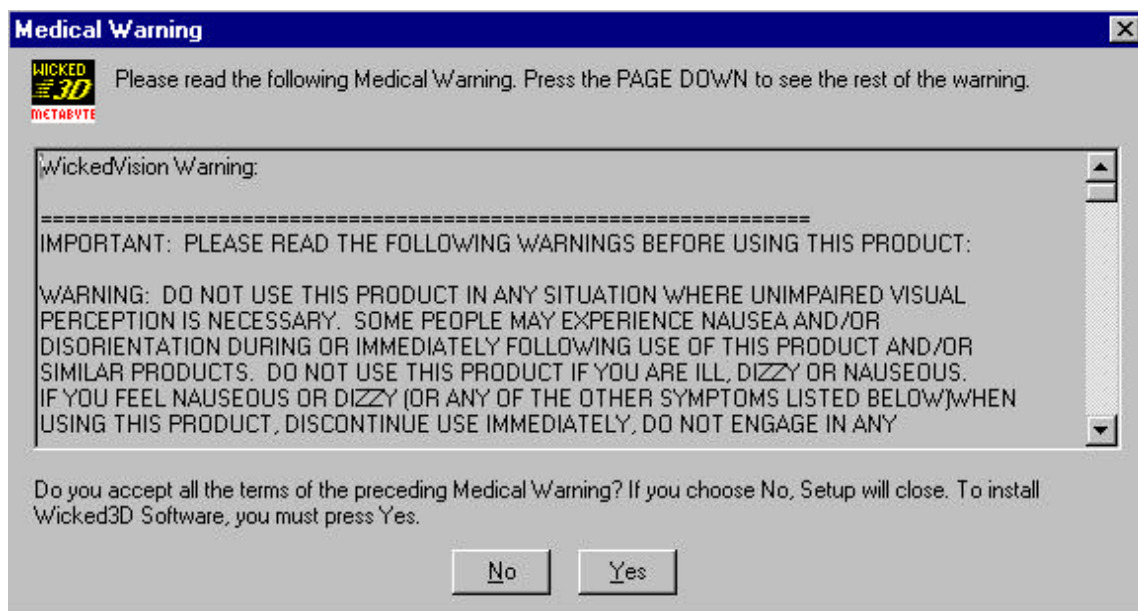 Medical Warning
WICKED
3D
METABYTE
Please read the following Medical Warning. Press the PAGE DOWN to see the rest of the warning.
WickedVision Warning:
=================================================================
IMPORTANT:  PLEASE READ THE FOLLOWING WARNINGS BEFORE USING THIS PRODUCT:
WARNING:  DO NOT USE THIS PRODUCT IN ANY SITUATION WHERE UNIMPAIRED VISUAL
PERCEPTION IS NECESSARY.  SOME PEOPLE MAY EXPERIENCE NAUSEA AND/OR
DISORIENTATION DURING OR IMMEDIATELY FOLLOWING USE OF THIS PRODUCT AND/OR
SIMILAR PRODUCTS.  DO NOT USE THIS PRODUCT IF YOU ARE ILL, DIZZY OR NAUSEOUS.
IF YOU FEEL NAUSEOUS OR DIZZY (OR ANY OF THE OTHER SYMPTOMS LISTED BELOW)WHEN
USING THIS PRODUCT, DISCONTINUE USE IMMEDIATELY, DO NOT ENGAGE IN ANY
Do you accept all the terms of the preceding Medical Warning? If you choose No, Setup will close. To install
Wicked3D Software, you must press Yes.
No
Yes